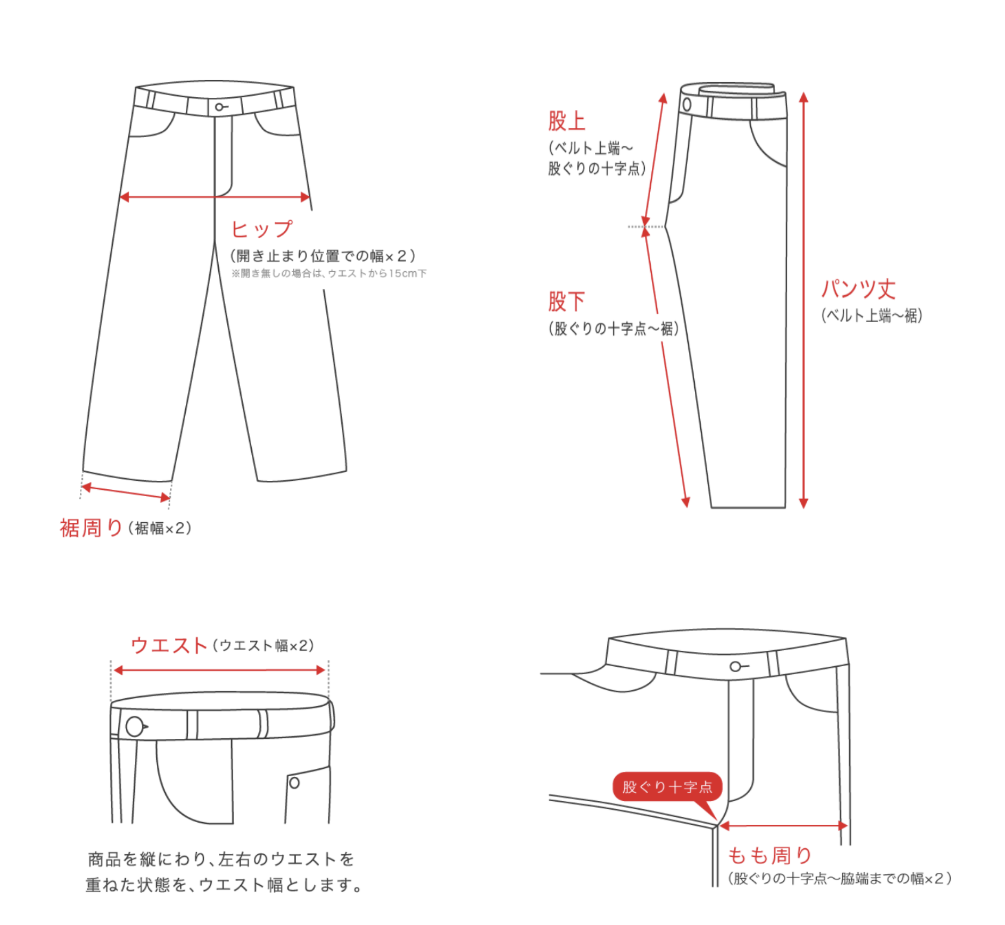 ヒップ
(開き止まり位置での幅×2)
※開き無しの場合は、ウエストから15cm下
裾周り(裾幅×2)
股上
(ベルト上端〜
股ぐりの十字点)
股下
(股ぐりの十字点〜裾)
パンツ丈
(ベルト上端〜裾)
ウエスト(ウエスト幅×2)
商品を縦にわり、左右のウエストを
重ねた状態を、ウエスト幅とします。
股ぐり十字点
もも周り
(股ぐりの十字点〜脇端までの幅×2)